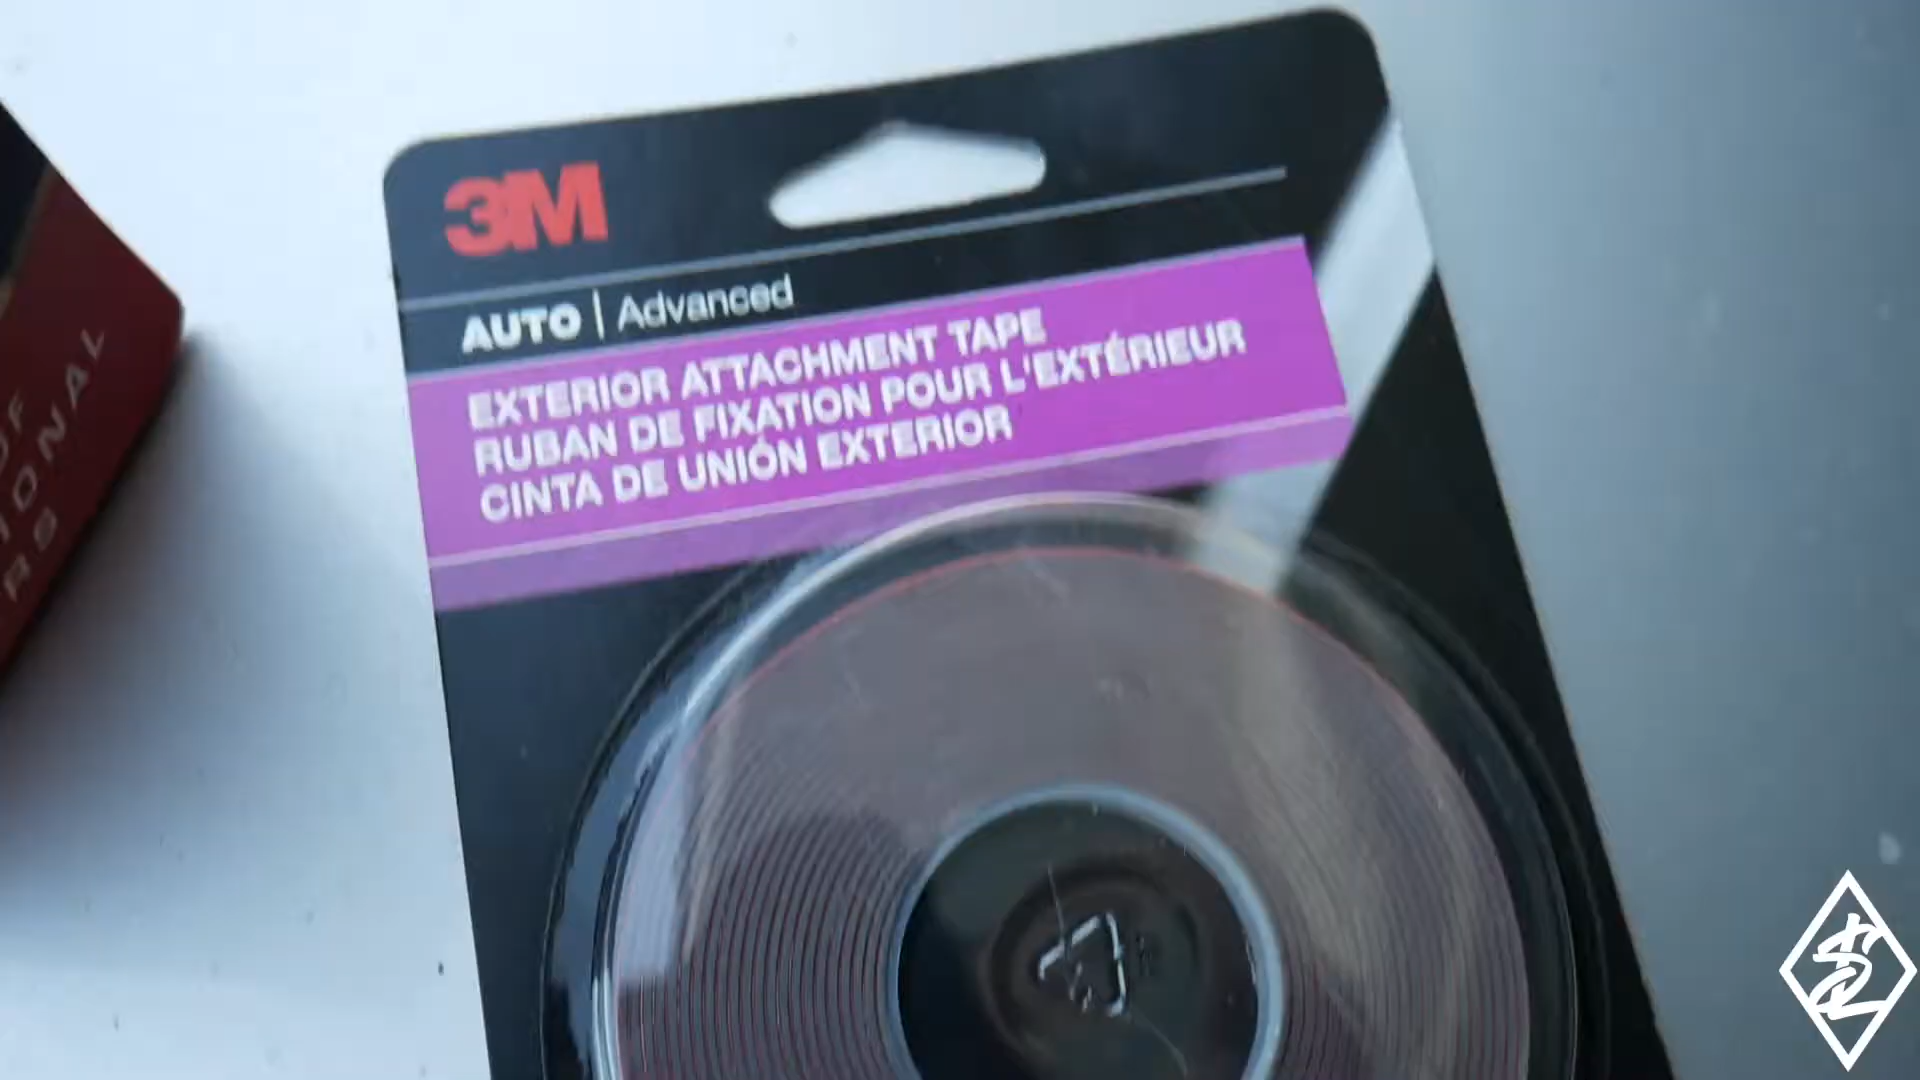 3M
AUTO | Advanced
EXTERIOR ATTACHMENT TAPE
RUBAN DE FIXATION POUR L'EXTÉRIEUR
CINTA DE UNIÓN EXTERIOR